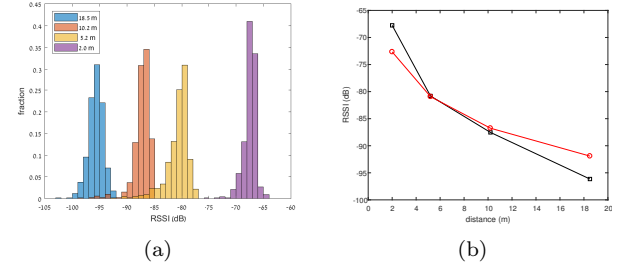 0.45
0.4
0.35
0.3
0.25
0.2
0.15
0.1
0.05
0
fraction
18.5 m
10.2 m
5.2 m
2.0 m
-105 -100 -95 -90 -85 -80 -75 -70 -65 -60
RSSI (dB)
(a)
-65
-70
-75
-80
-85
-90
-95
-100
RSSI (dB)
0 2 4 6 8 10 12 14 16 18 20
distance (m)
(b)